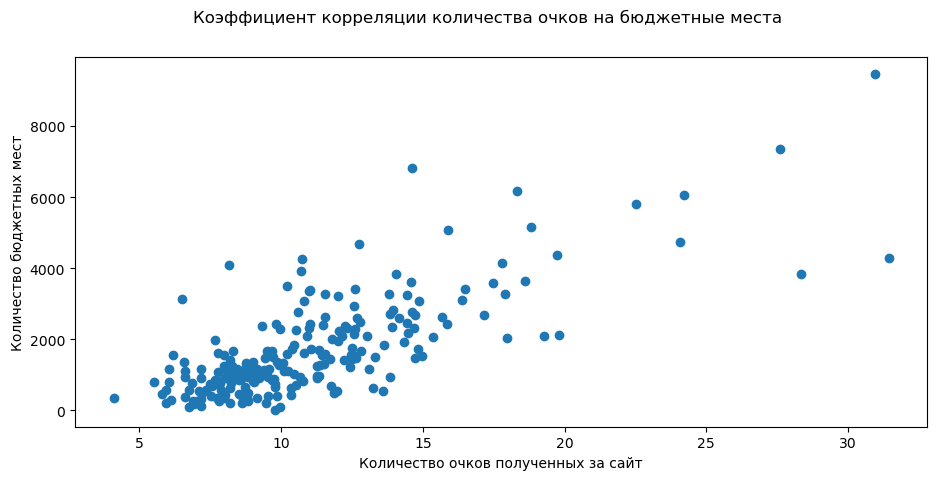 Коэффициент корреляции количества очков на бюджетные места
Количество бюджетных мест
8000
6000
4000
2000
0
5 10 15 20 25 30
Количество очков полученных за сайт